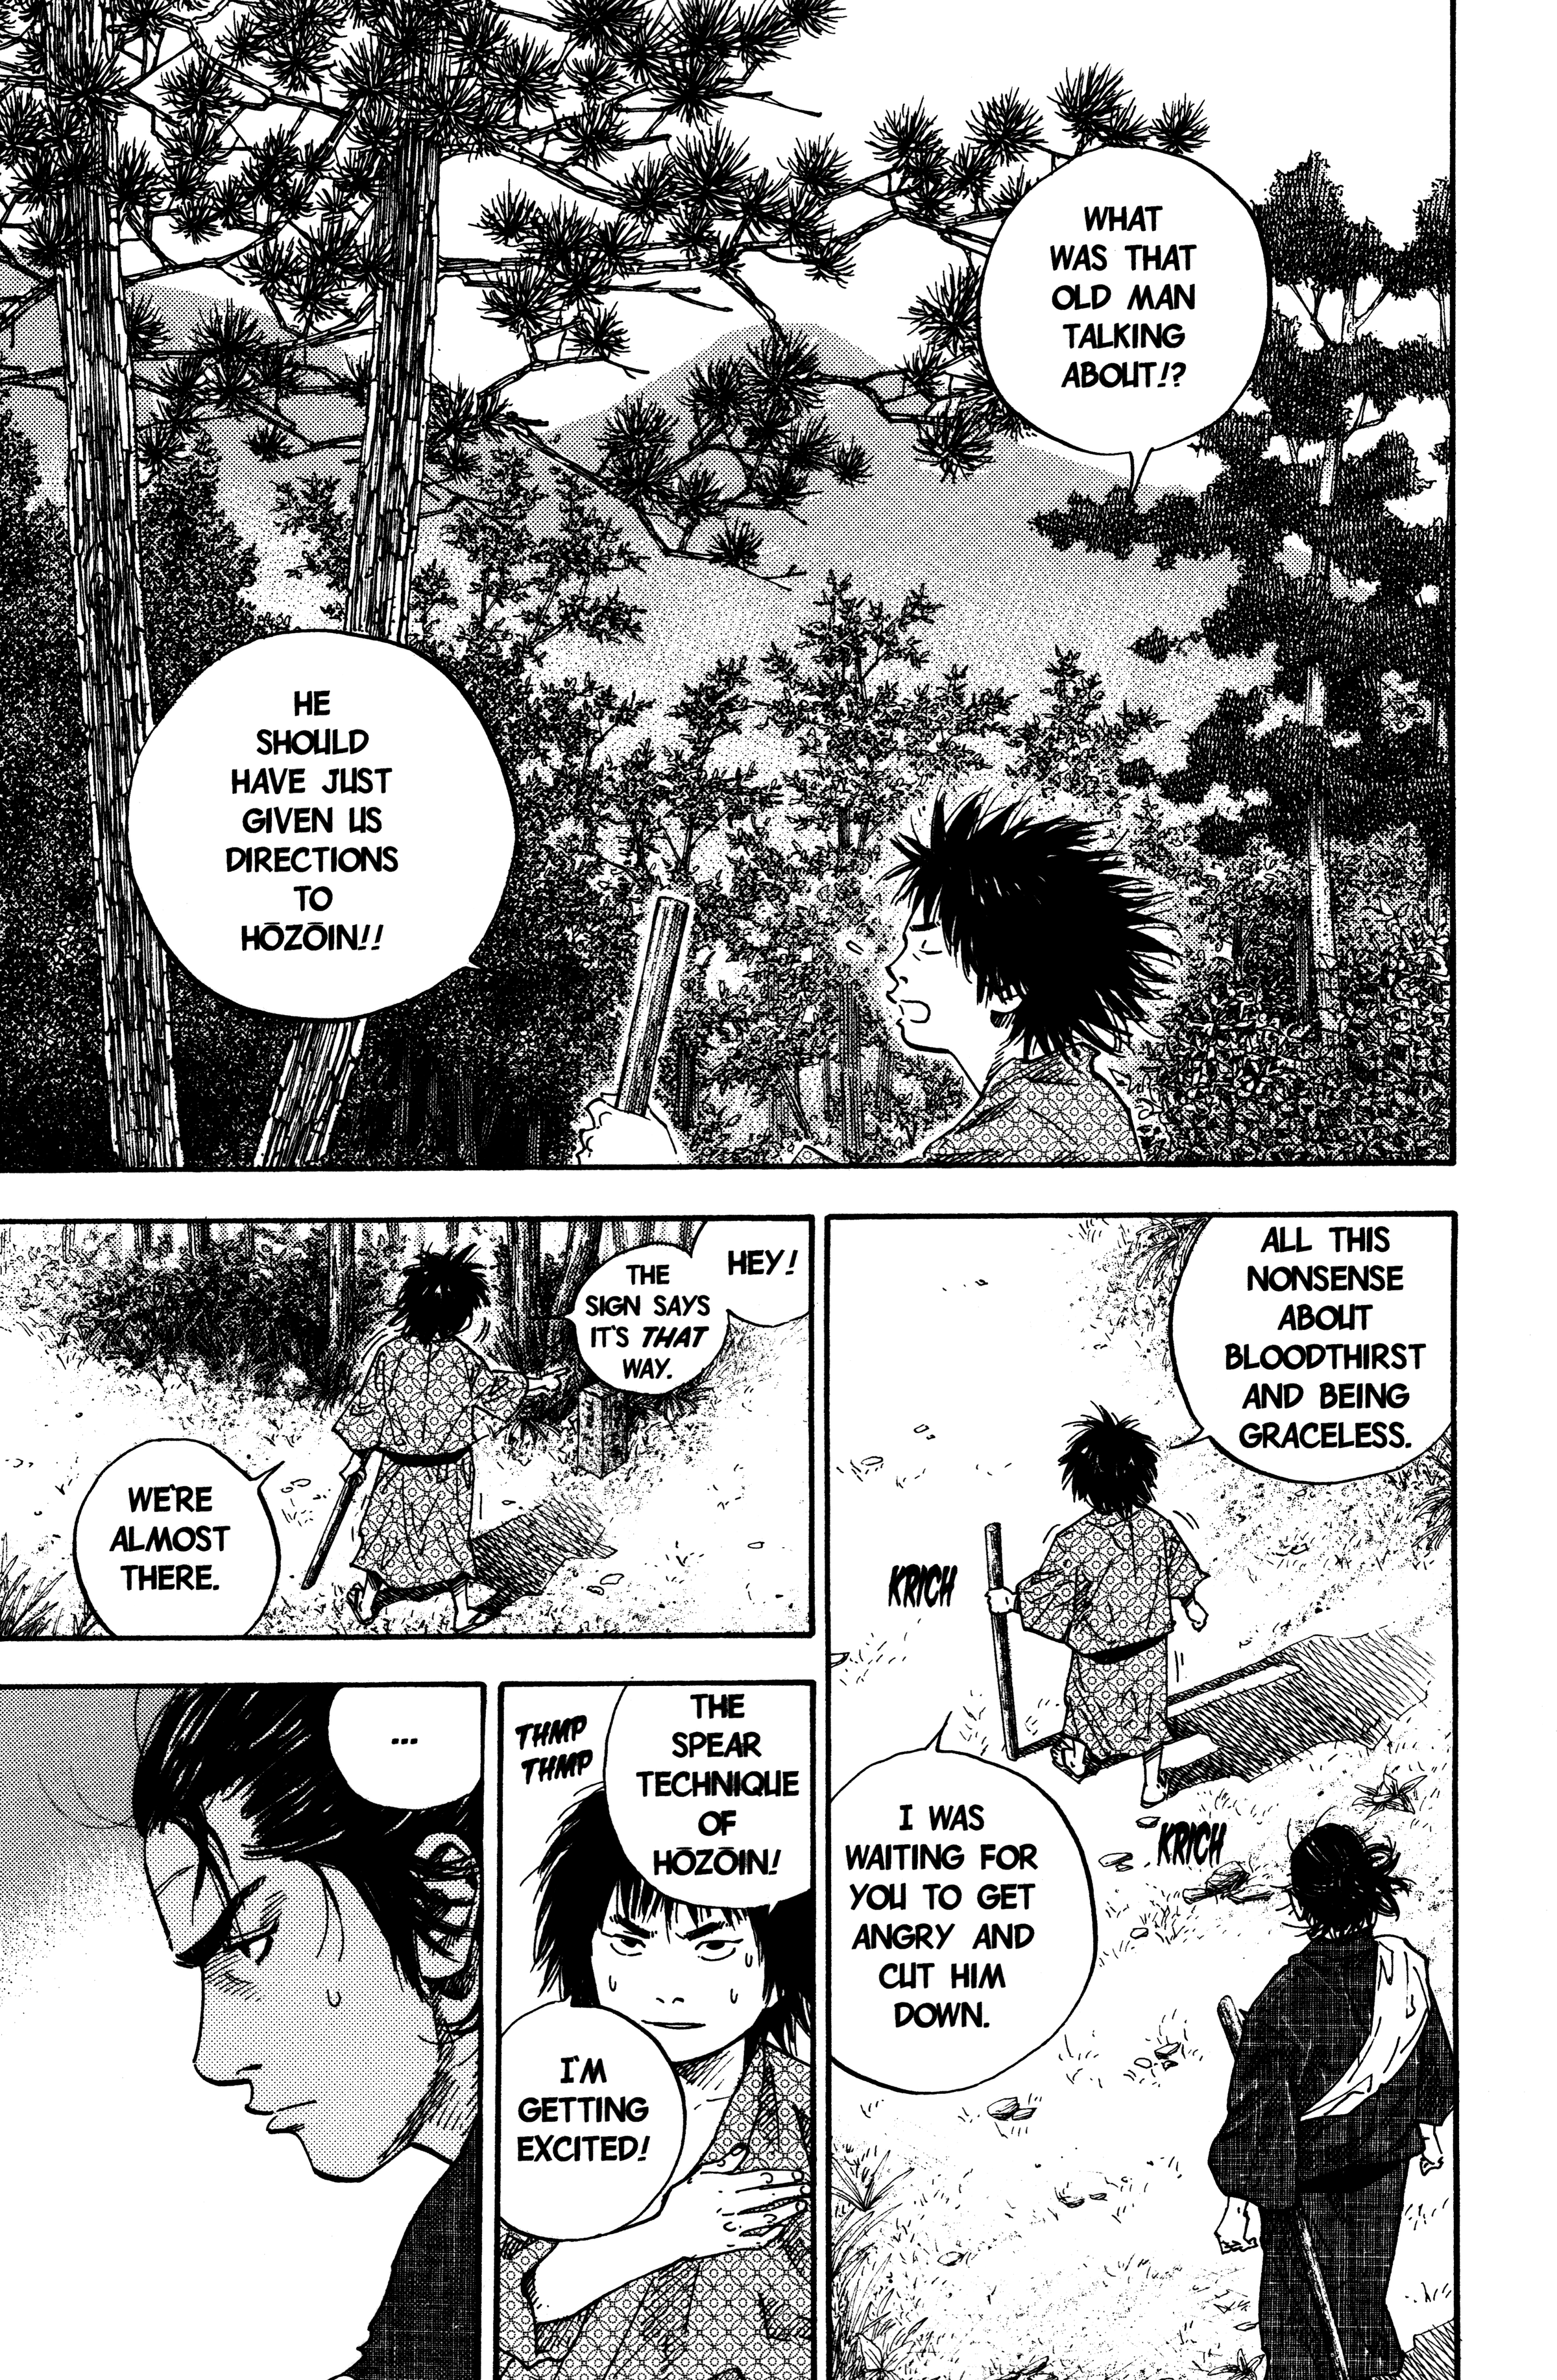 WHAT
WAS THAT
OLD MAN
TALKING
ABOUT!?
HE
SHOULD
HAVE JUST
GIVEN US
DIRECTIONS
TO
HŌZŌIN!!
ALL THIS
NONSENSE
ABOUT
BLOODTHIRST
AND BEING
GRACELESS.
KRICH
I WAS
WAITING FOR
YOU TO GET
ANGRY AND
CUT HIM
DOWN.
KRICH
HEY!
THE
SIGN SAYS
IT'S THAT
WAY.
WE'RE
ALMOST
THERE.
THE
SPEAR
TECHNIQUE
OF
HŌZŌIN!
THMP
THMP
I'M
GETTING
EXCITED!
...